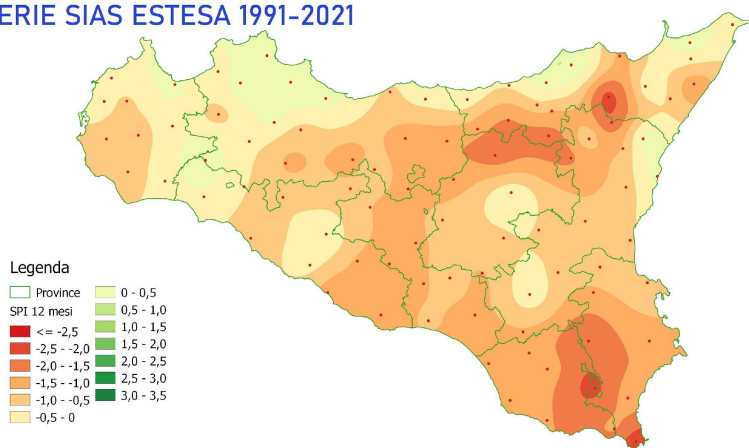 ERIE SIAS ESTESA 1991-2021
Legenda
Province
SPI 12 mesi
<= -2,5
-2,5 - -2,0
-2,0 - -1,5
-1,5 - -1,0
-1,0 - -0,5
-0,5 - 0
0 - 0,5
0,5 - 1,0
1,0 - 1,5
1,5 - 2,0
2,0 - 2,5
2,5 - 3,0
3,0 - 3,5